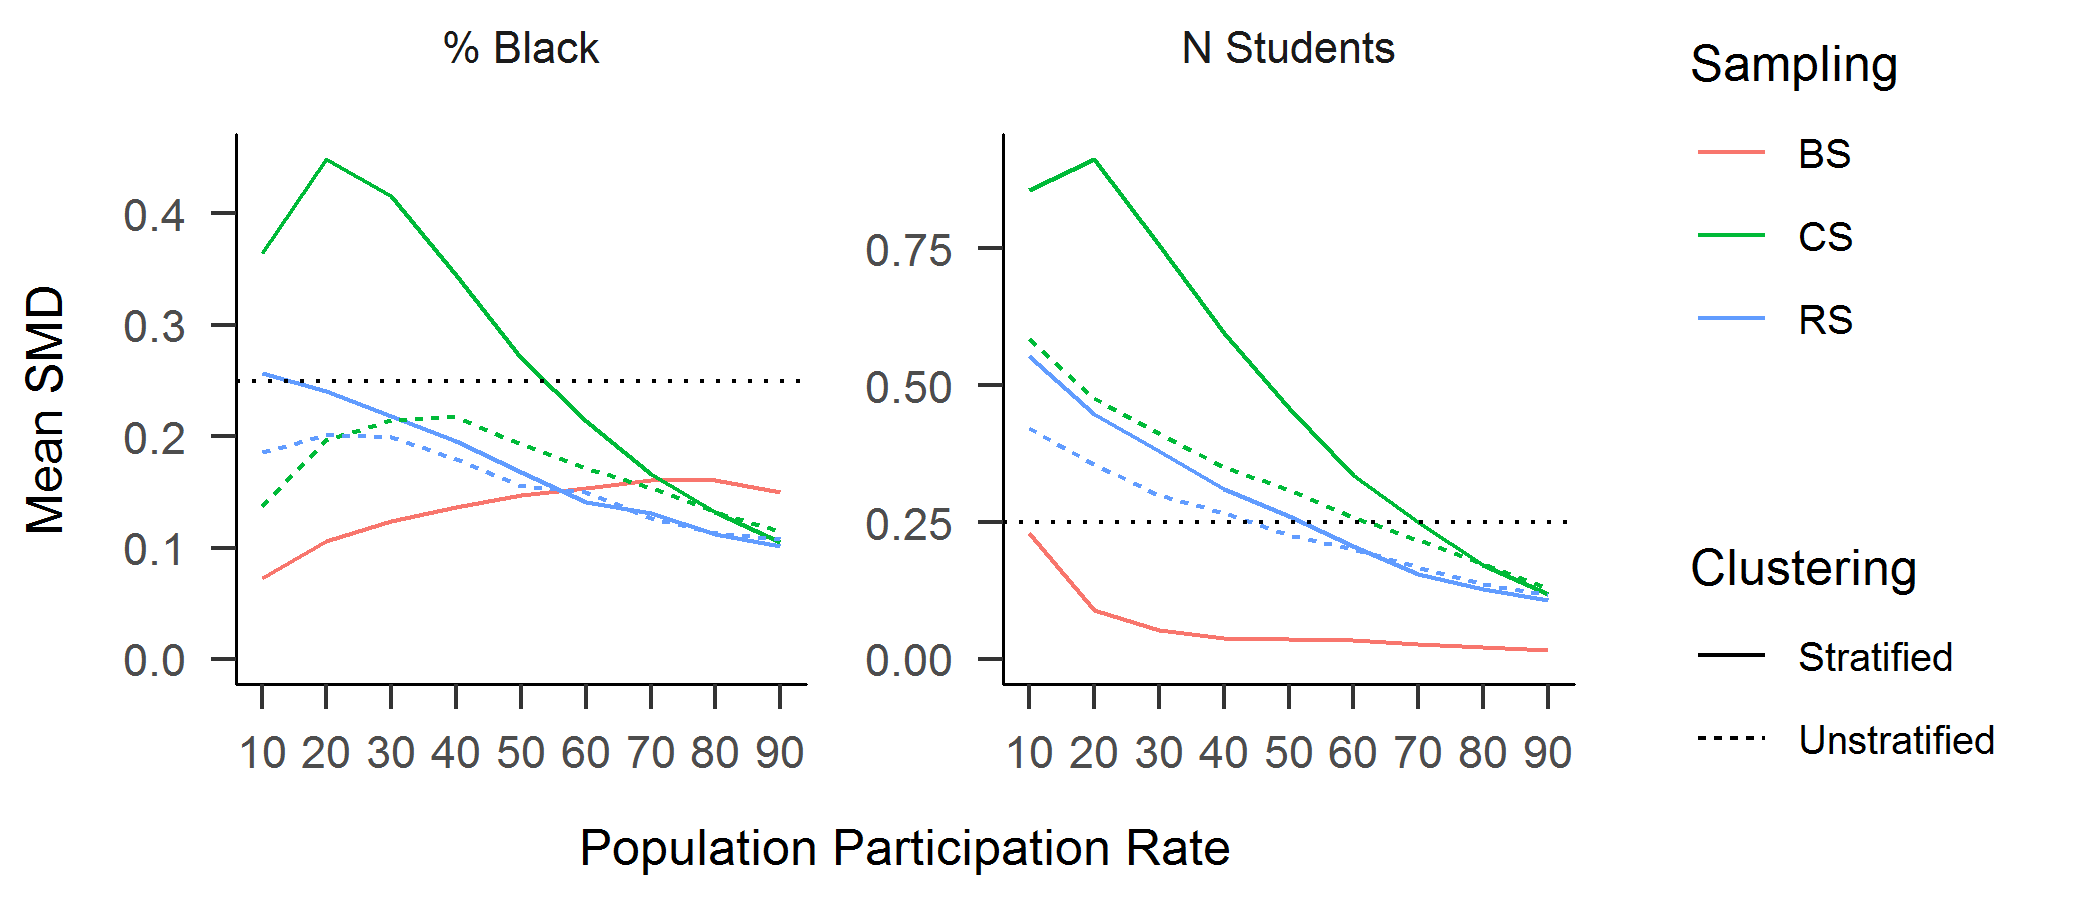 % Black
N Students
Mean SMD
0.4
0.3
0.2
0.1
0.0
10 20 30 40 50 60 70 80 90
0.75
0.50
0.25
0.00
10 20 30 40 50 60 70 80 90
Population Participation Rate
Sampling
BS
CS
RS
Clustering
Stratified
Unstratified